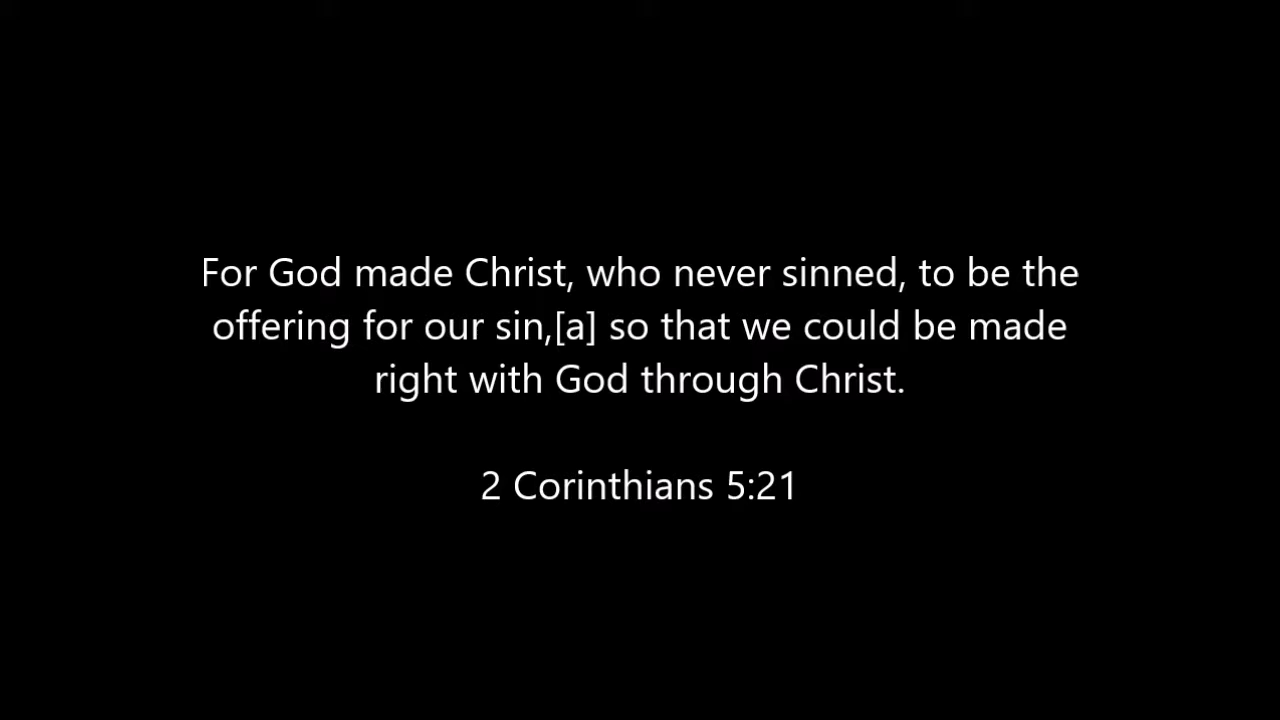 For God made Christ, who never sinned, to be the
offering for our sin,[a] so that we could be made
right with God through Christ.
2 Corinthians 5:21